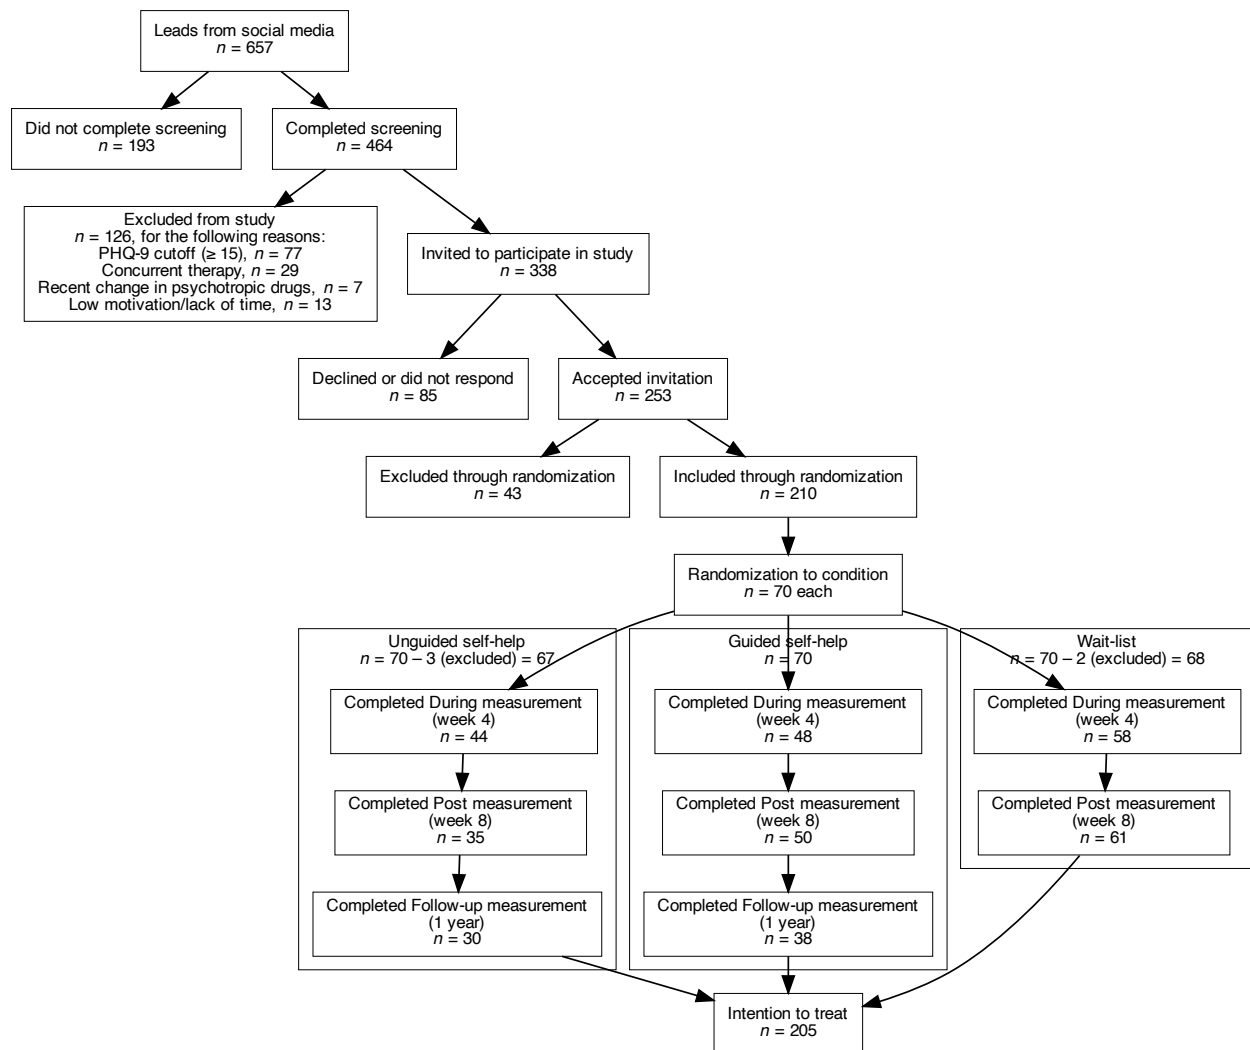 Leads from social media
n = 657
Did not complete screening
n = 193
Completed screening
n = 464
Excluded from study
n = 126, for the following reasons:
PHQ-9 cutoff (≥ 15), n = 77
Concurrent therapy, n = 29
Recent change in psychotropic drugs, n = 7
Low motivation/lack of time, n = 13
Invited to participate in study
n = 338
Declined or did not respond
n = 85
Accepted invitation
n = 253
Excluded through randomization
n = 43
Included through randomization
n = 210
Randomization to condition
n = 70 each
Unguided self-help
n = 70 – 3 (excluded) = 67
Completed During measurement
(week 4)
n = 44
Completed Post measurement
(week 8)
n = 35
Completed Follow-up measurement
(1 year)
n = 30
Guided self-help
n = 70
Completed During measurement
(week 4)
n = 48
Completed Post measurement
(week 8)
n = 50
Completed Follow-up measurement
(1 year)
n = 38
Wait-list
n = 70 – 2 (excluded) = 68
Completed During measurement
(week 4)
n = 58
Completed Post measurement
(week 8)
n = 61
Intention to treat
n = 205